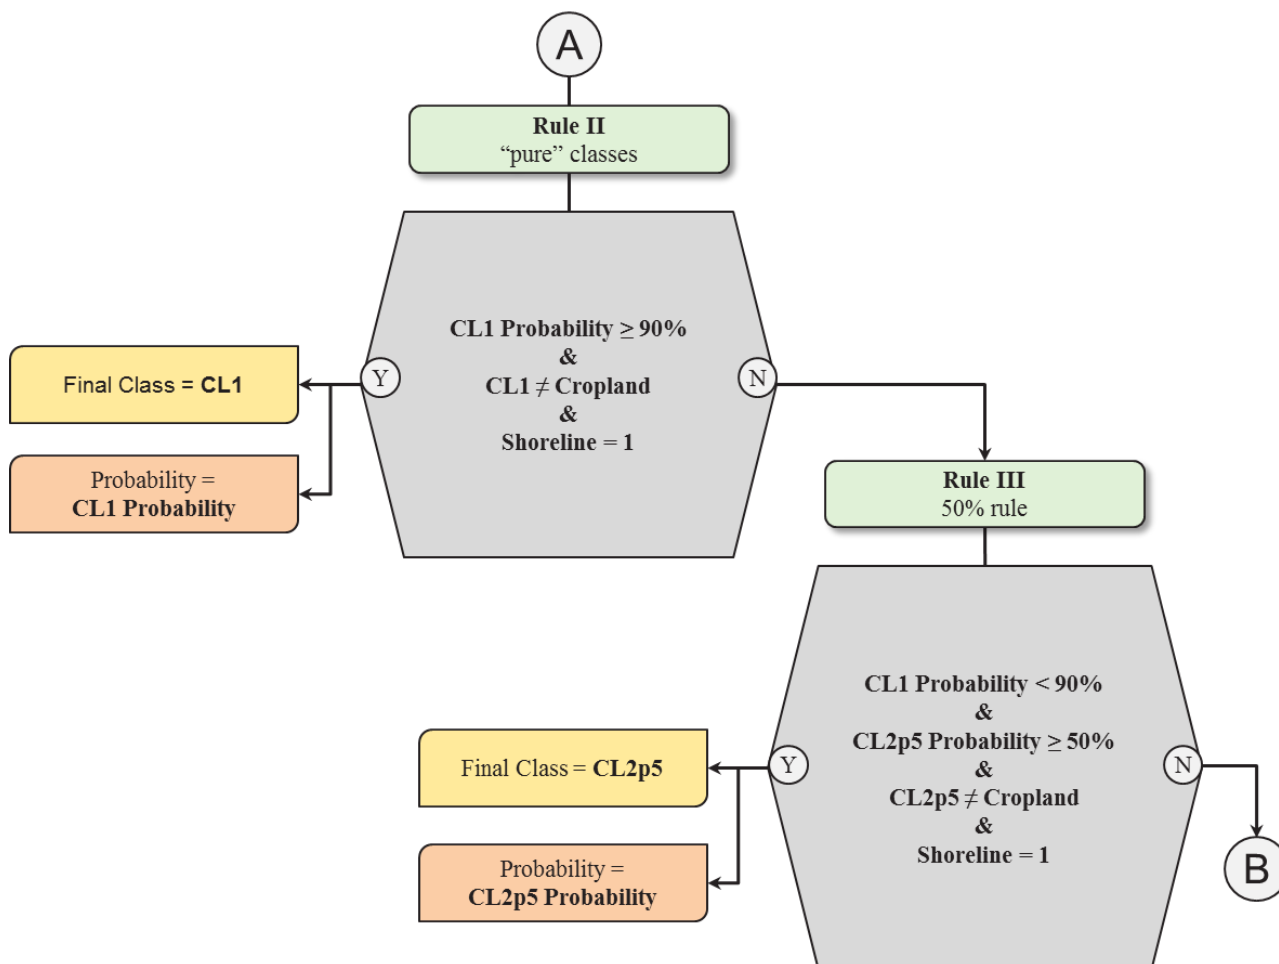 A
Rule II
“pure” classes
CL1 Probability ≥ 90%
&
CL1 ≠ Cropland
&
Shoreline = 1
Y
N
Final Class = CL1
Probability =
CL1 Probability
Rule III
50% rule
CL1 Probability < 90%
&
CL2p5 Probability ≥ 50%
&
CL2p5 ≠ Cropland
&
Shoreline = 1
Y
N
Final Class = CL2p5
Probability =
CL2p5 Probability
B